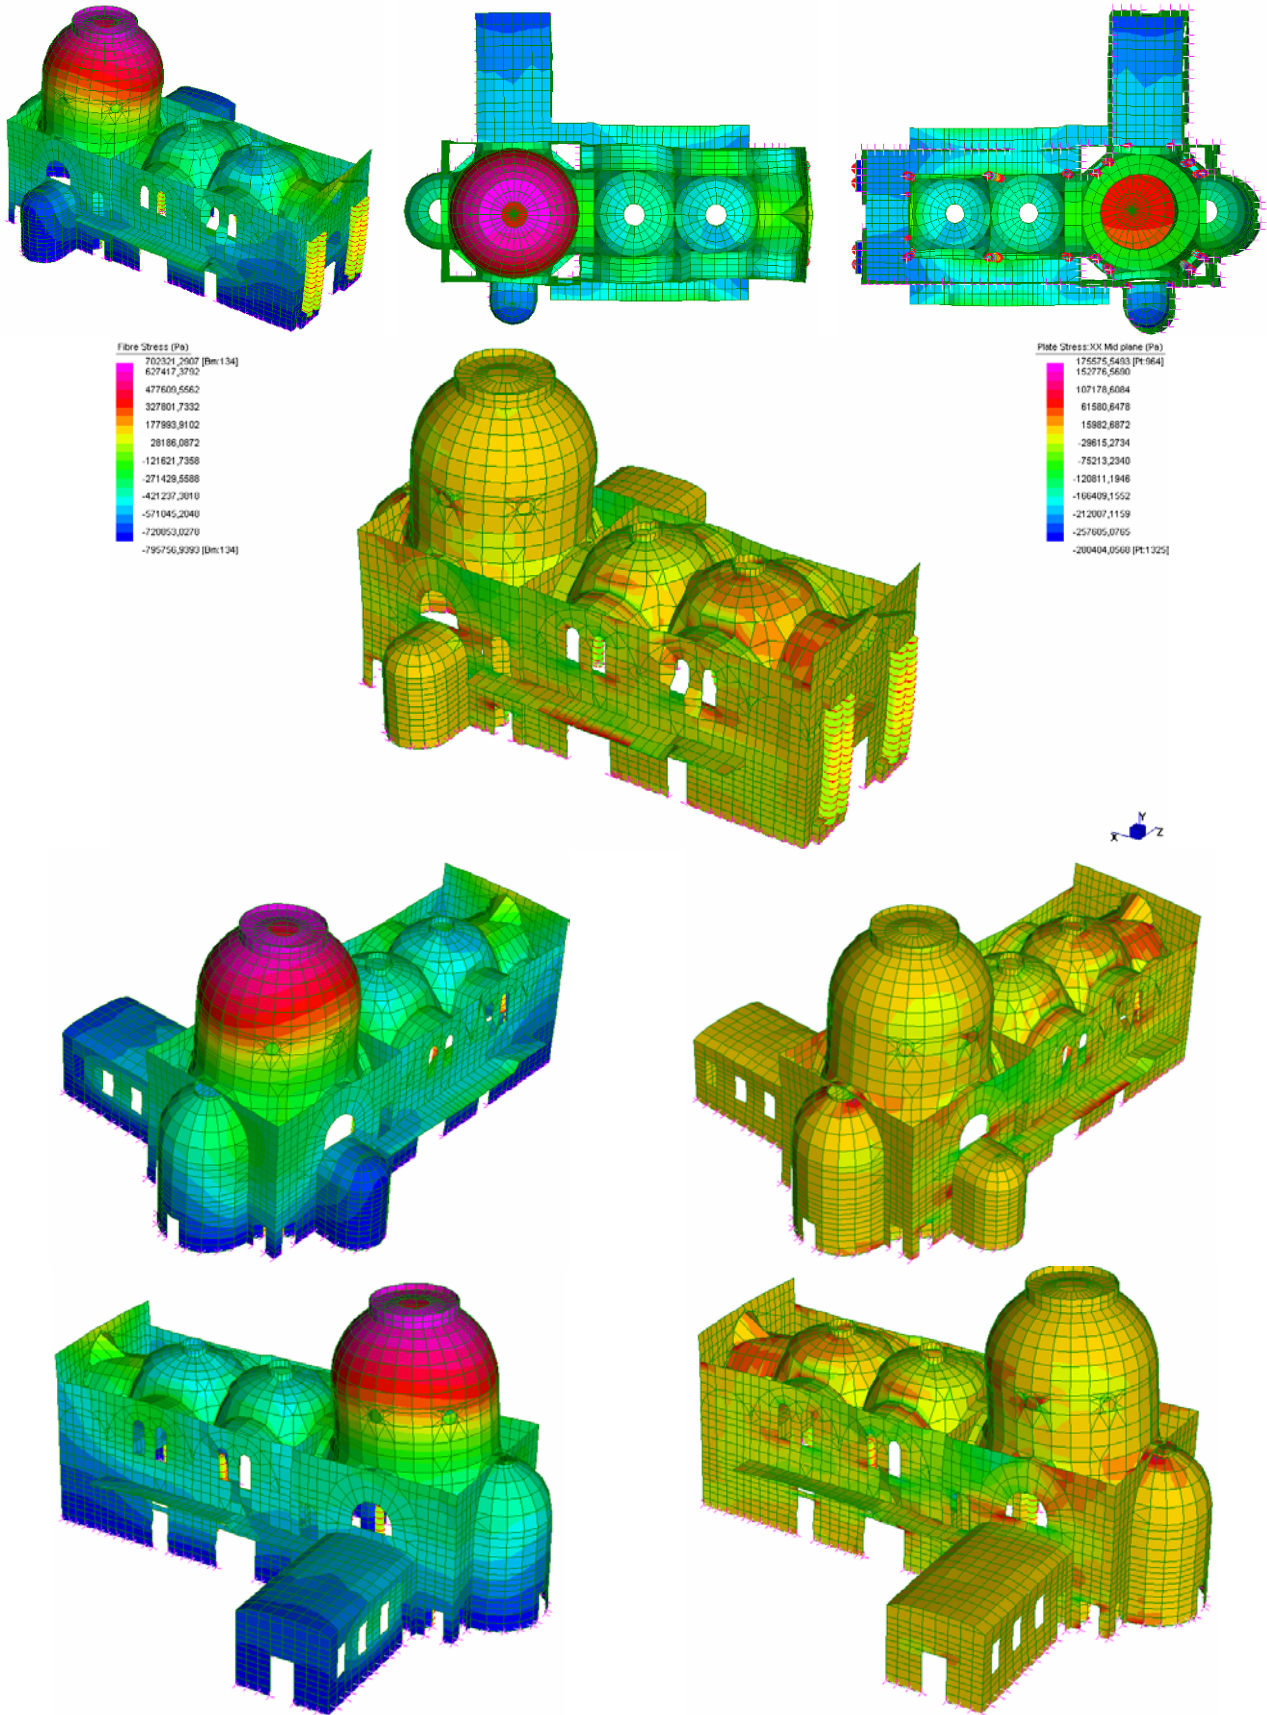 Fibre Stress (Pa)
702321,2907 [Bm:134]
627417,3792
477609,5562
327801,7332
177993,9102
28186,0872
-121621,7358
-271429,5588
-421237,3818
-571045,2048
-720853,0278
-795756,9393 [Bm:134]
Plate Stress:XX Mid plane (Pa)
175575,5493 [Pt:964]
152776,5690
107178,6084
61580,6478
15982,6872
-29615,2734
-75213,2340
-120811,1946
-166409,1552
-212007,1159
-257605,0765
-280404,0568 [Pt:1325]
Y
X
Z